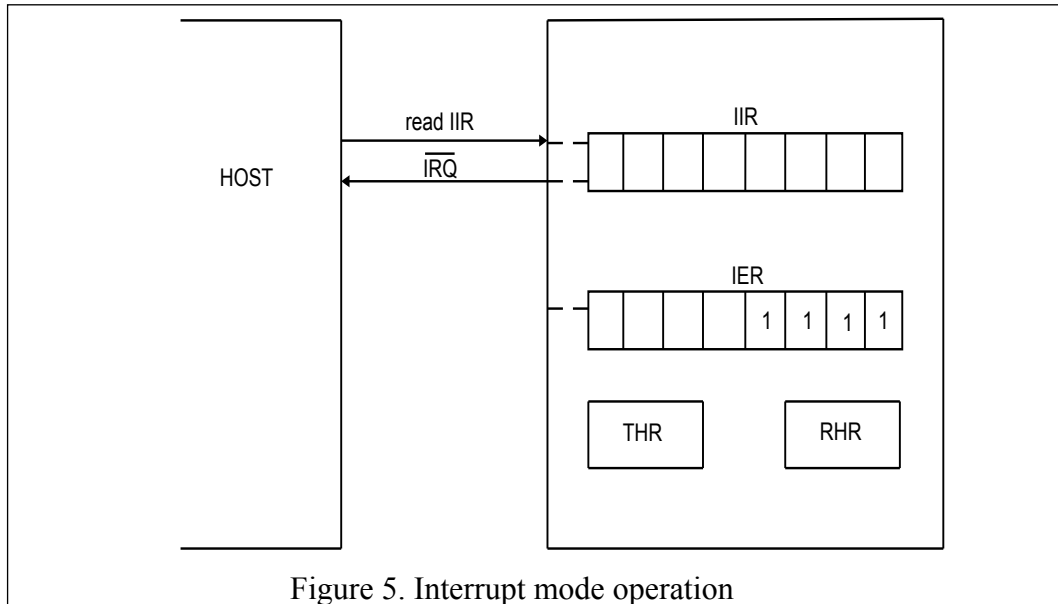 IIR
read IIR
IRQ
HOST
IER
1 1 1 1
THR RHR
Figure 5. Interrupt mode operation